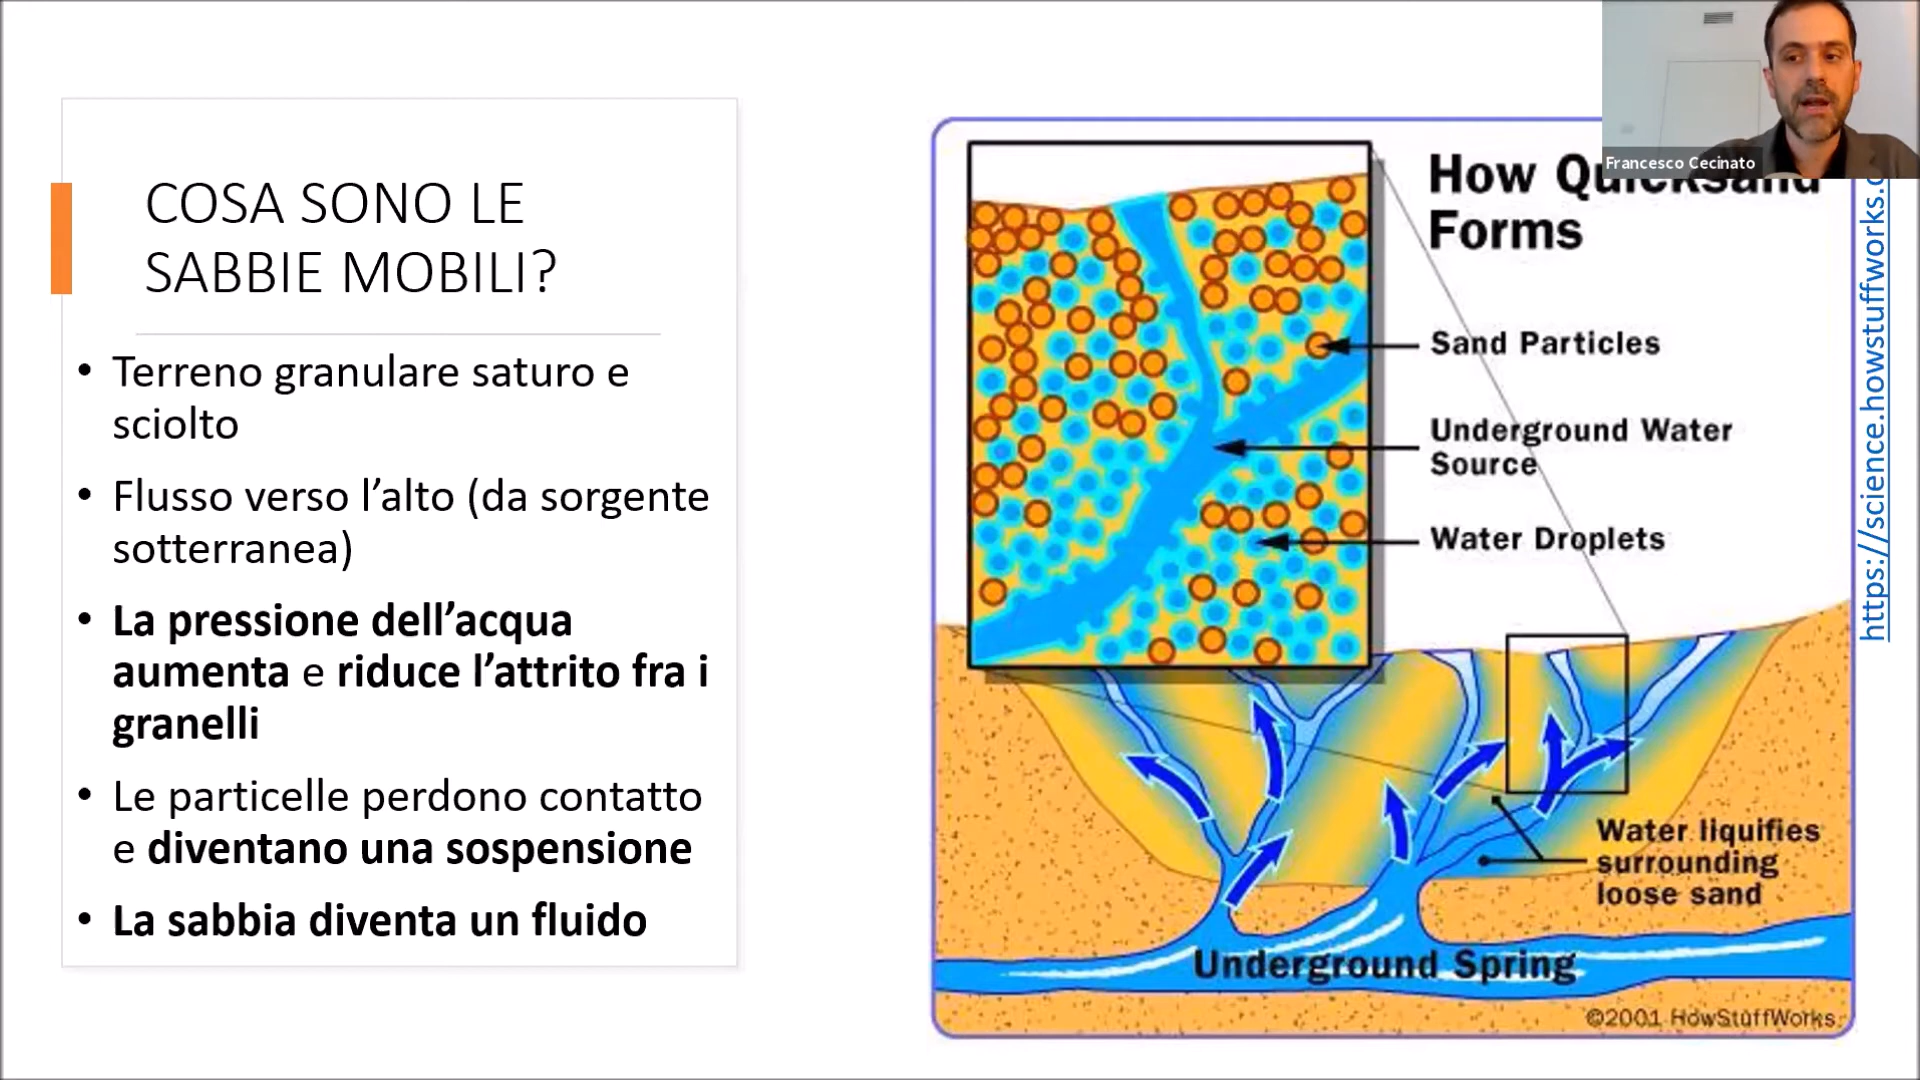 COSA SONO LE
SABBIE MOBILI?
• Terreno granulare saturo e
sciolto
• Flusso verso l’alto (da sorgente
sotterranea)
• La pressione dell’acqua
aumenta e riduce l’attrito fra i
granelli
• Le particelle perdono contatto
e diventano una sospensione
• La sabbia diventa un fluido
How Quicksand
Forms
Sand Particles
Underground Water
Source
Water Droplets
Water liquifies
surrounding
loose sand
Underground Spring
©2001 HowStuffWorks
https://science.howstuffworks.c
Francesco Cecinato